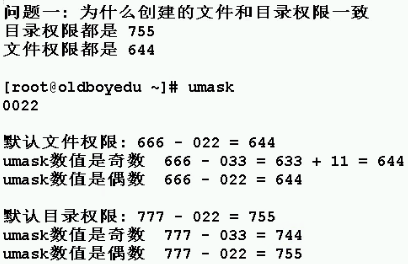 问题一: 为什么创建的文件和目录权限一致
目录权限都是 755
文件权限都是 644
[root@oldboyedu ~]# umask
0022
默认文件权限: 666 - 022 = 644
umask数值是奇数 666 - 033 = 633 + 11 = 644
umask数值是偶数 666 - 022 = 644
默认目录权限: 777 - 022 = 755
umask数值是奇数 777 - 033 = 744
umask数值是偶数 777 - 022 = 755